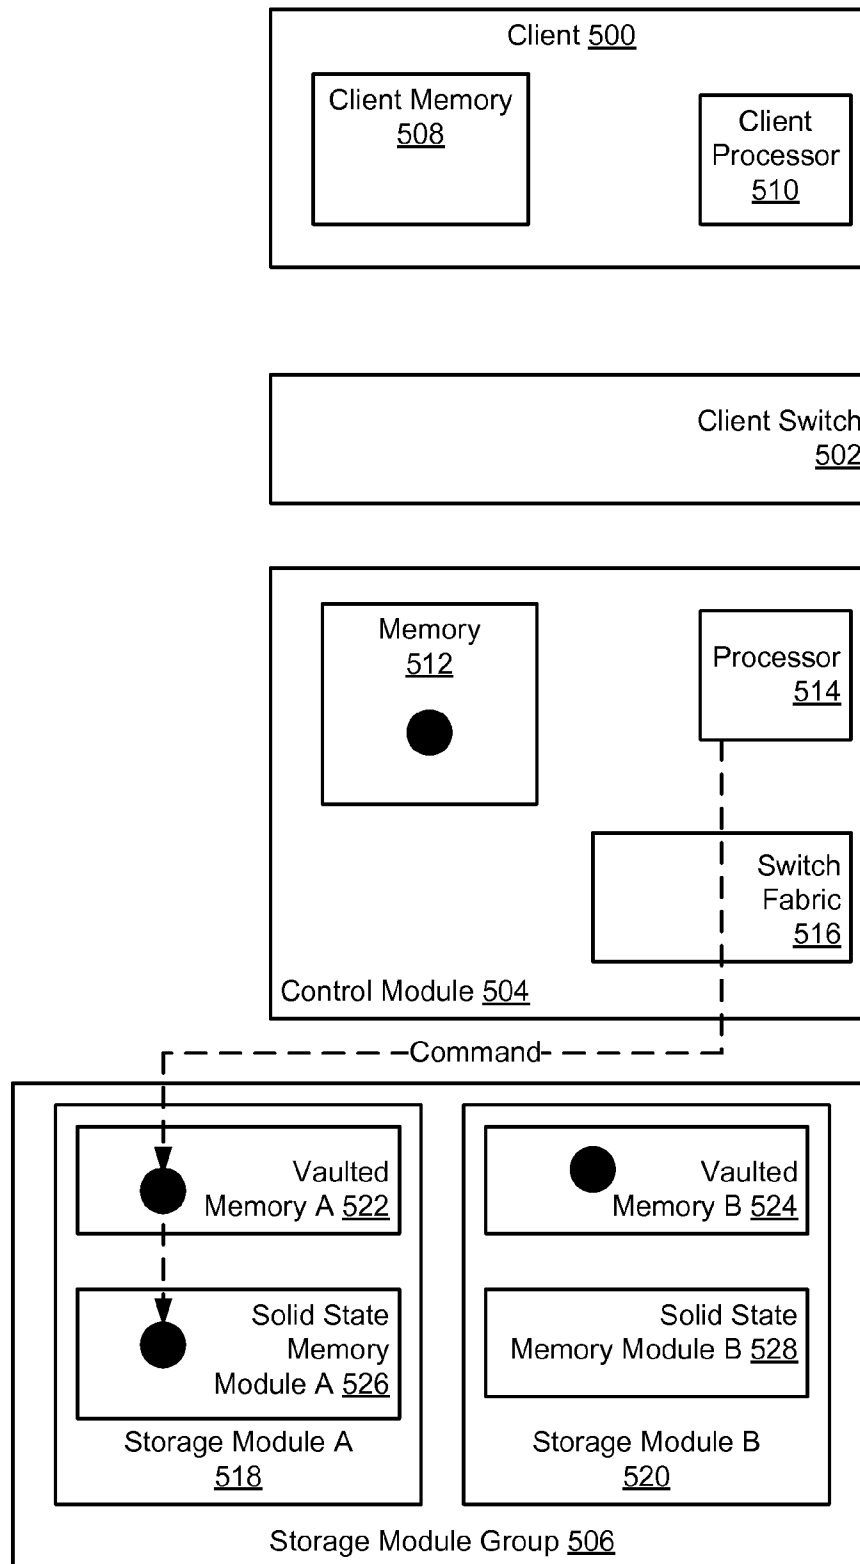 Client 500
Client Memory
508
Client
Processor
510
Client Switch
502
Memory
512
Processor
514
Switch
Fabric
516
Control Module 504
Command
Vaulted
Memory A 522
Vaulted
Memory B 524
Solid State
Memory
Module A 526
Solid State
Memory Module B 528
Storage Module A
518
Storage Module B
520
Storage Module Group 506